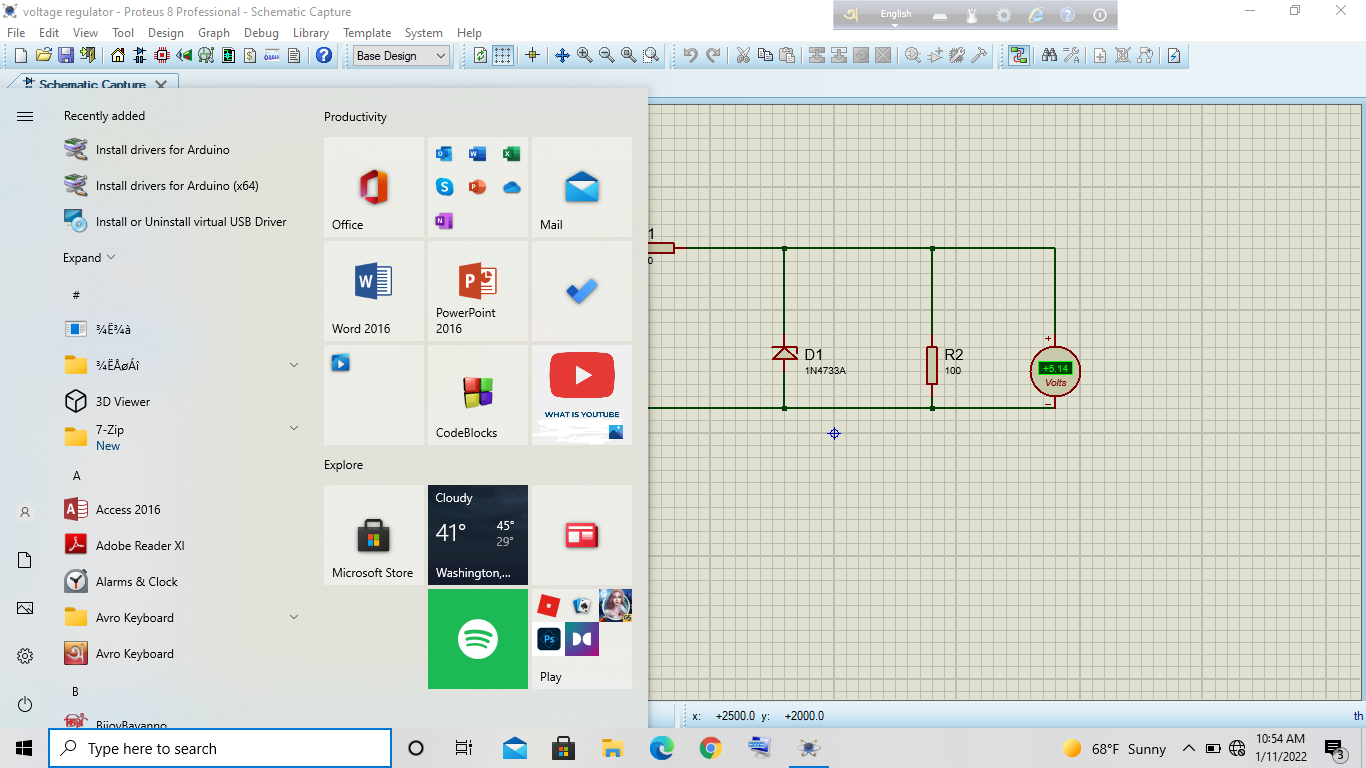 voltage regulator - Proteus 8 Professional - Schematic Capture
English
File Edit View Tool Design Graph Debug Library Template System Help
Base Design
Schematic Capture
Recently added
Install drivers for Arduino
Install drivers for Arduino (x64)
Install or Uninstall virtual USB Driver
Expand
#
¾Ë¾à
¾ËÅøÁî
3D Viewer
7-Zip
New
A
Access 2016
Adobe Reader XI
Alarms & Clock
Avro Keyboard
Avro Keyboard
B
BijoyBayanno
Productivity
Office
Mail
Word 2016
PowerPoint
2016
CodeBlocks
WHAT IS YOUTUBE
Explore
Microsoft Store
Cloudy
41°
45°
29°
Washington,...
Ps
Play
1
0
D1
1N4733A
R2
100
+
+5.14
Volts
−
x: +2500.0 y: +2000.0
th
Type here to search
68°F Sunny
10:54 AM
1/11/2022
3